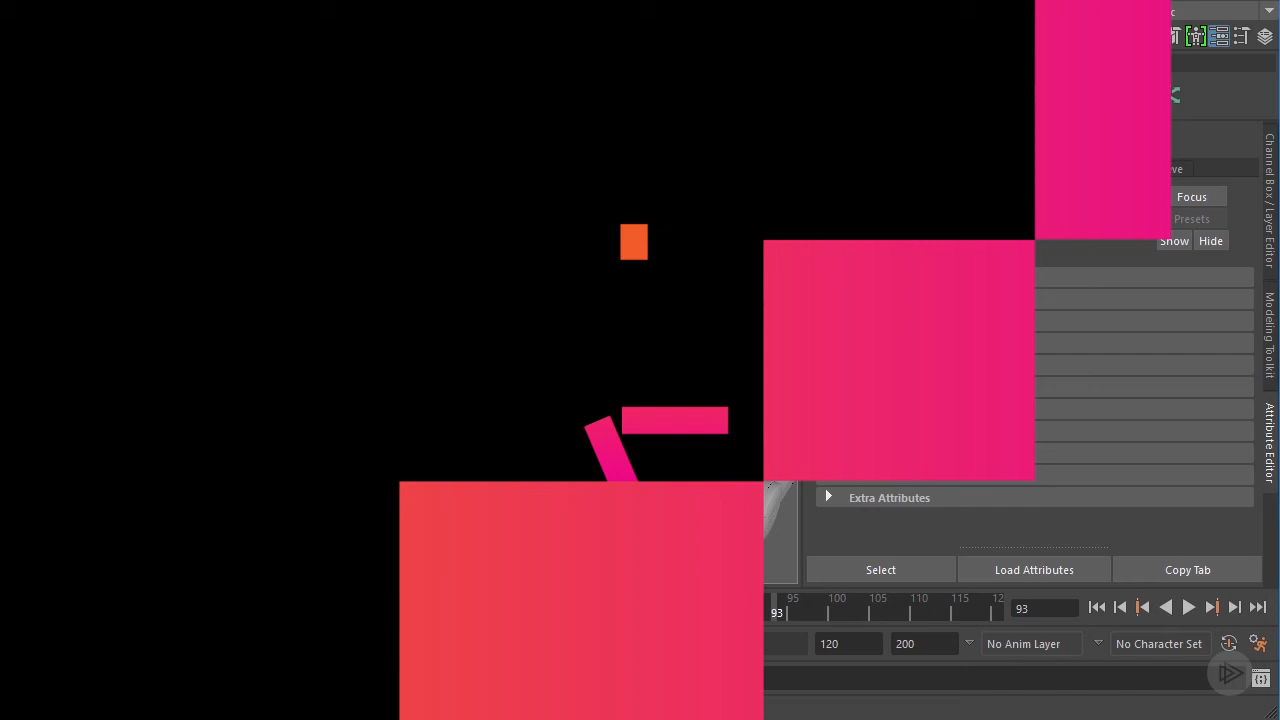 Focus
Presets
Show Hide
Channel Box / Layer Editor
Modeling Toolkit
Attribute Editor
Extra Attributes
Select Load Attributes Copy Tab
93 95 100 105 110 115 93
120 200 No Anim Layer No Character Set